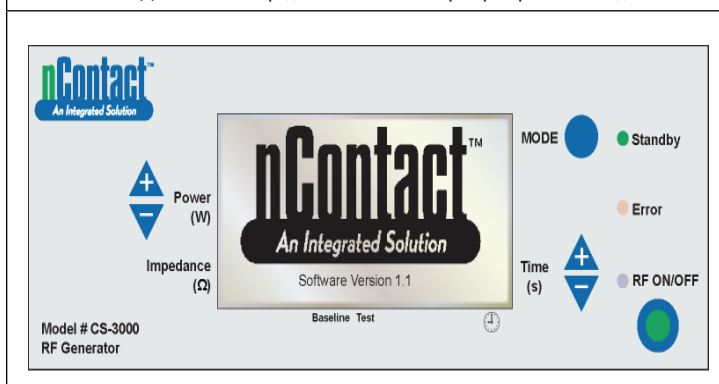 nContact™
An Integrated Solution
Power
(W)
Impedance
(Ω)
nContact™
An Integrated Solution
Software Version 1.1
Baseline Test
MODE
Standby
Error
Time
(s)
RF ON/OFF
Model # CS-3000
RF Generator